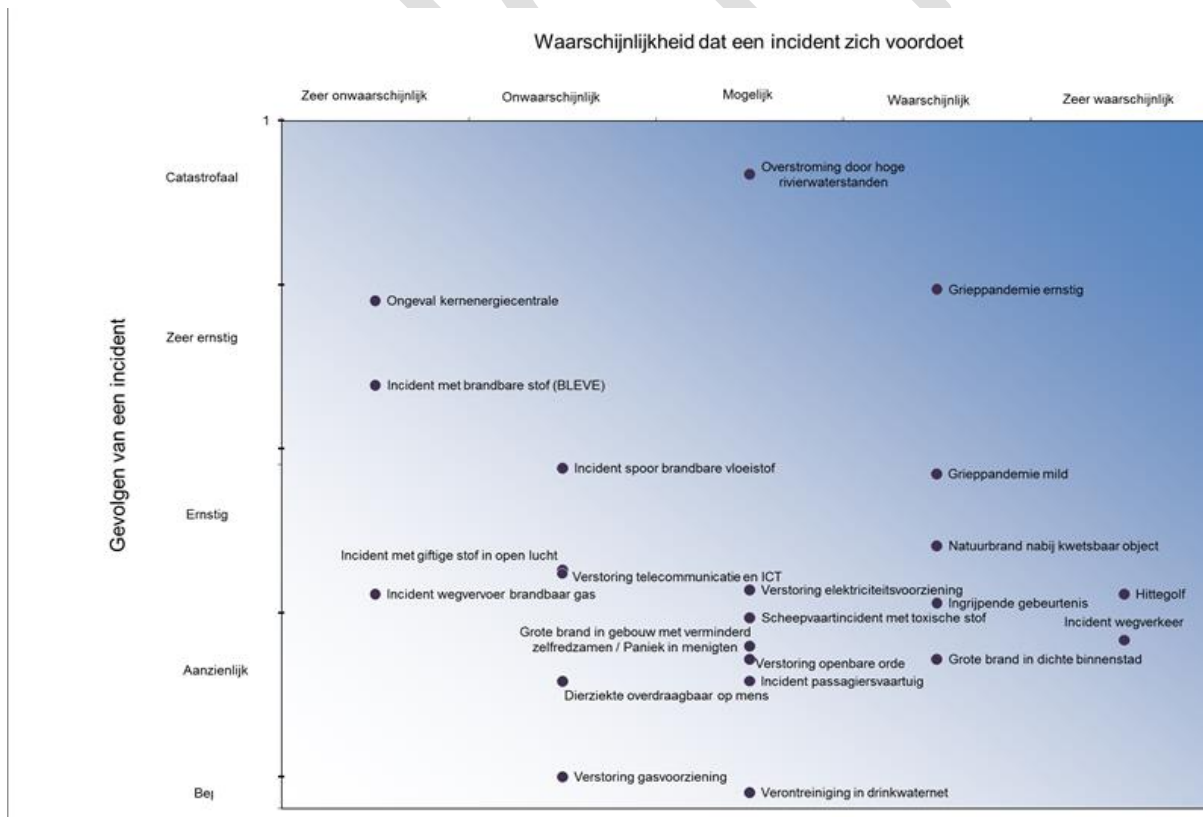 Waarschijnlijkheid dat een incident zich voordoet
Zeer onwaarschijnlijk
Onwaarschijnlijk
Mogelijk
Waarschijnlijk
Zeer waarschijnlijk
1
Catastrofaal
Overstroming door hoge
rivierwaterstanden
Grieppandemie ernstig
Ongeval kernenergiecentrale
Gevolgen van een incident
Zeer ernstig
Incident met brandbare stof (BLEVE)
Incident spoor brandbare vloeistof
Grieppandemie mild
Ernstig
Natuurbrand nabij kwetsbaar object
Incident met giftige stof in open lucht
Verstoring telecommunicatie en ICT
Verstoring elektriciteitsvoorziening
Incident wegvervoer brandbaar gas
Hittegolf
Ingrijpende gebeurtenis
Scheepvaartincident met toxische stof
Incident wegverkeer
Grote brand in gebouw met verminderd
zelfredzamen / Paniek in menigten
Verstoring openbare orde
Grote brand in dichte binnenstad
Aanzienlijk
Incident passagiersvaartuig
Dierziekte overdraagbaar op mens
Verstoring gasvoorziening
Verontreiniging in drinkwaternet